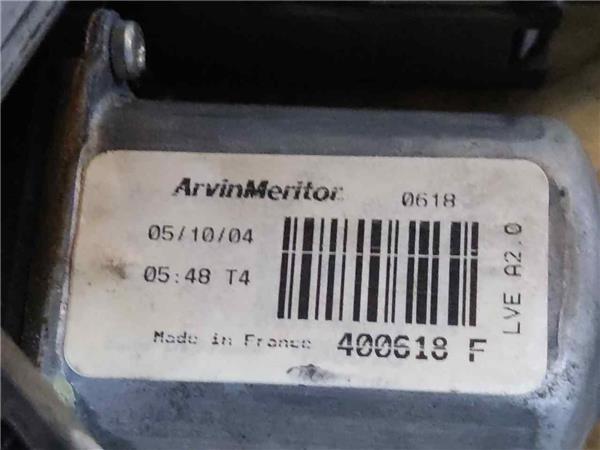 ArvinMeritor 0618
05/10/04
05:48 T4
Made in France 400618 F
LVE A2.0